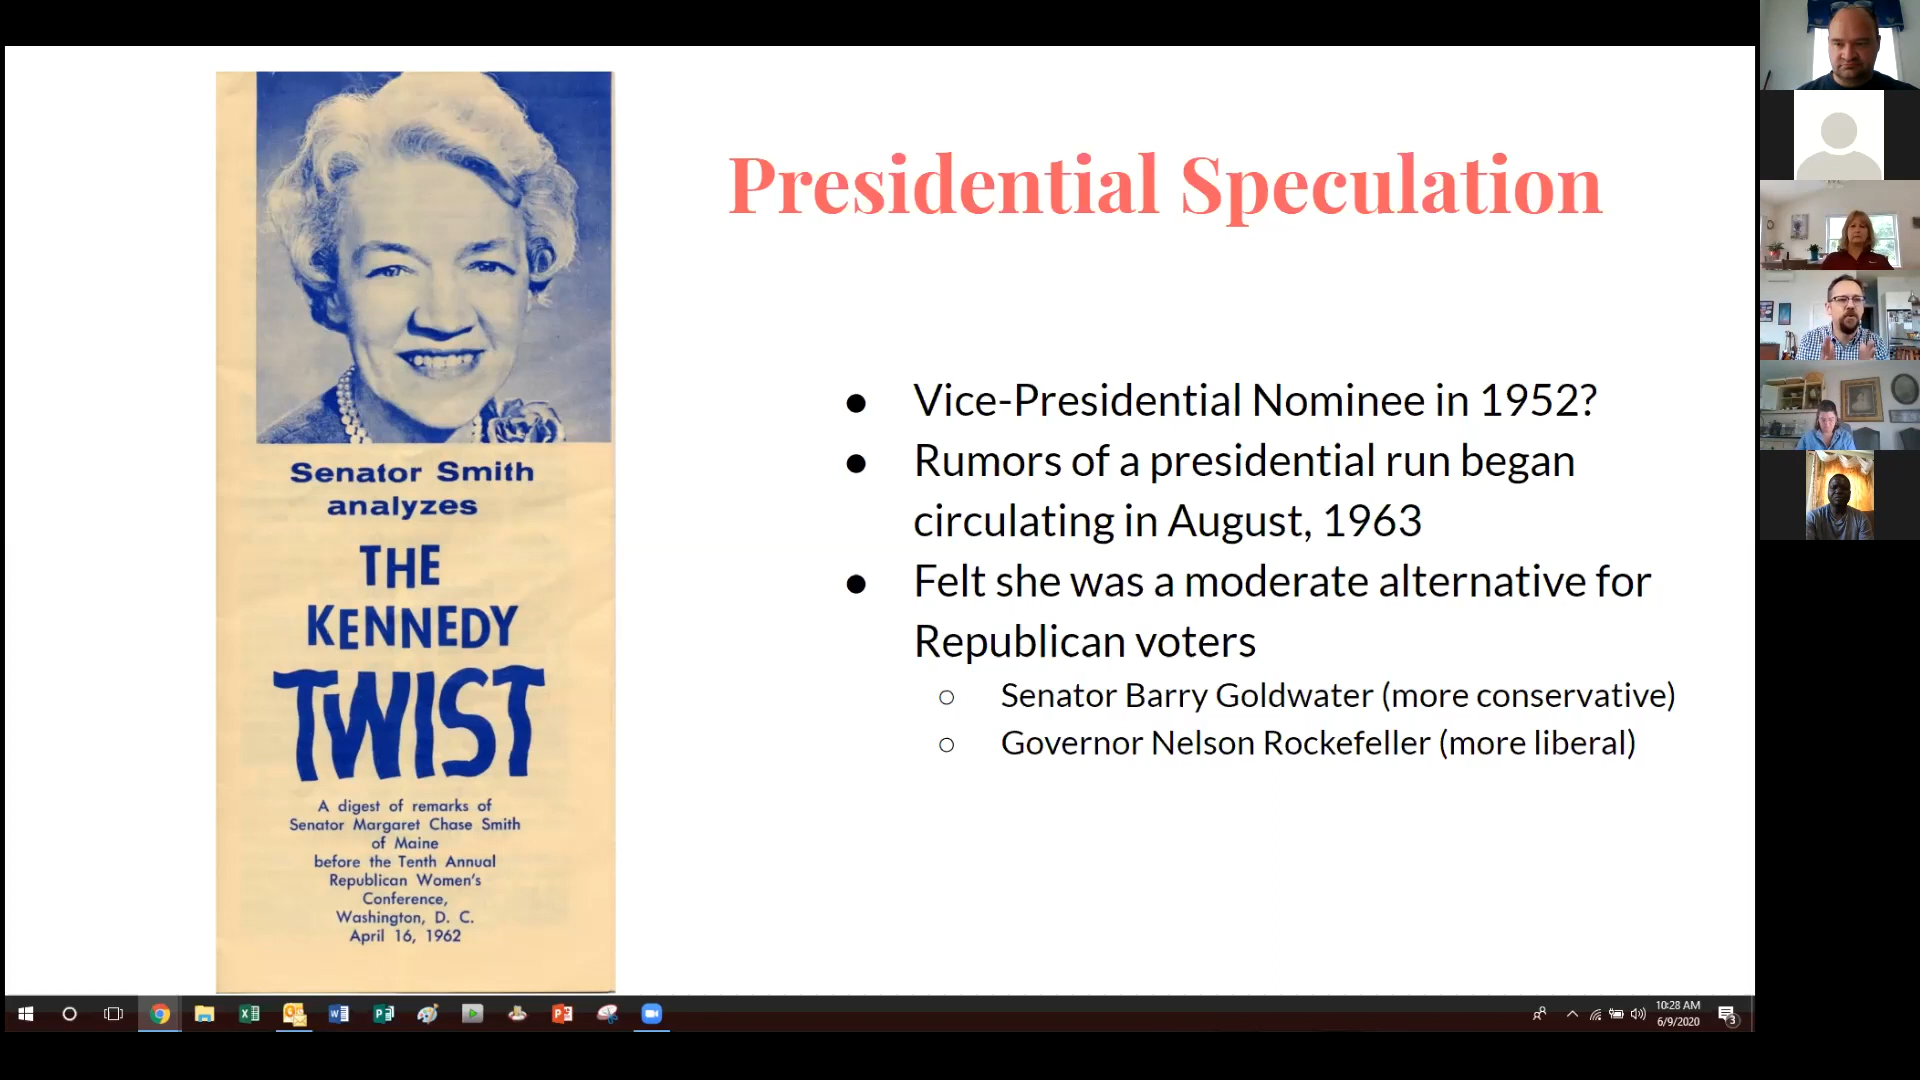 Presidential Speculation
Senator Smith
analyzes
THE
KENNEDY
TWIST
A digest of remarks of
Senator Margaret Chase Smith
of Maine
before the Tenth Annual
Republican Women's
Conference,
Washington, D. C.
April 16, 1962
● Vice-Presidential Nominee in 1952?
● Rumors of a presidential run began
circulating in August, 1963
● Felt she was a moderate alternative for
Republican voters
○ Senator Barry Goldwater (more conservative)
○ Governor Nelson Rockefeller (more liberal)
10:28 AM
6/9/2020
3